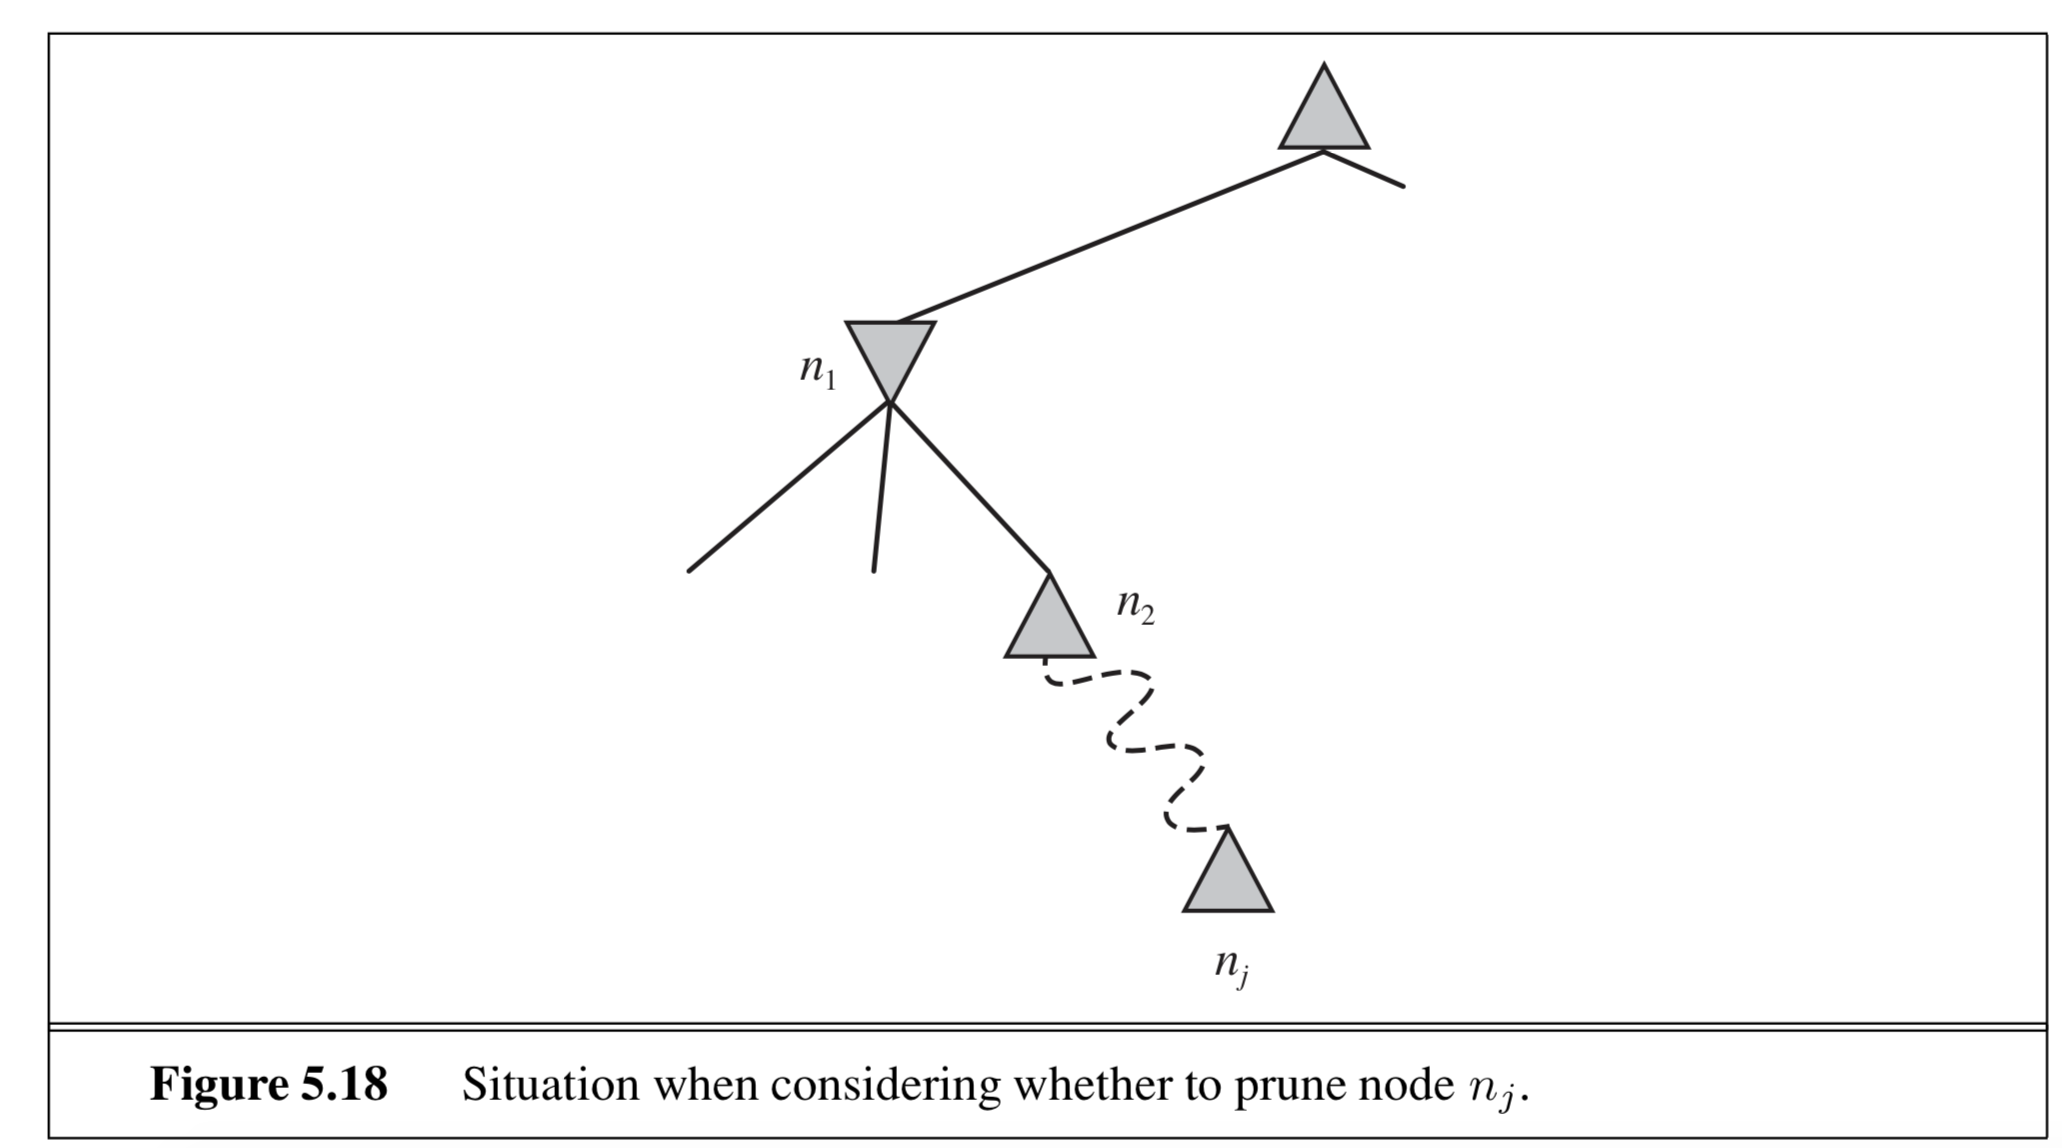 n₁
n₂
nⱼ
Figure 5.18 Situation when considering whether to prune node nⱼ.